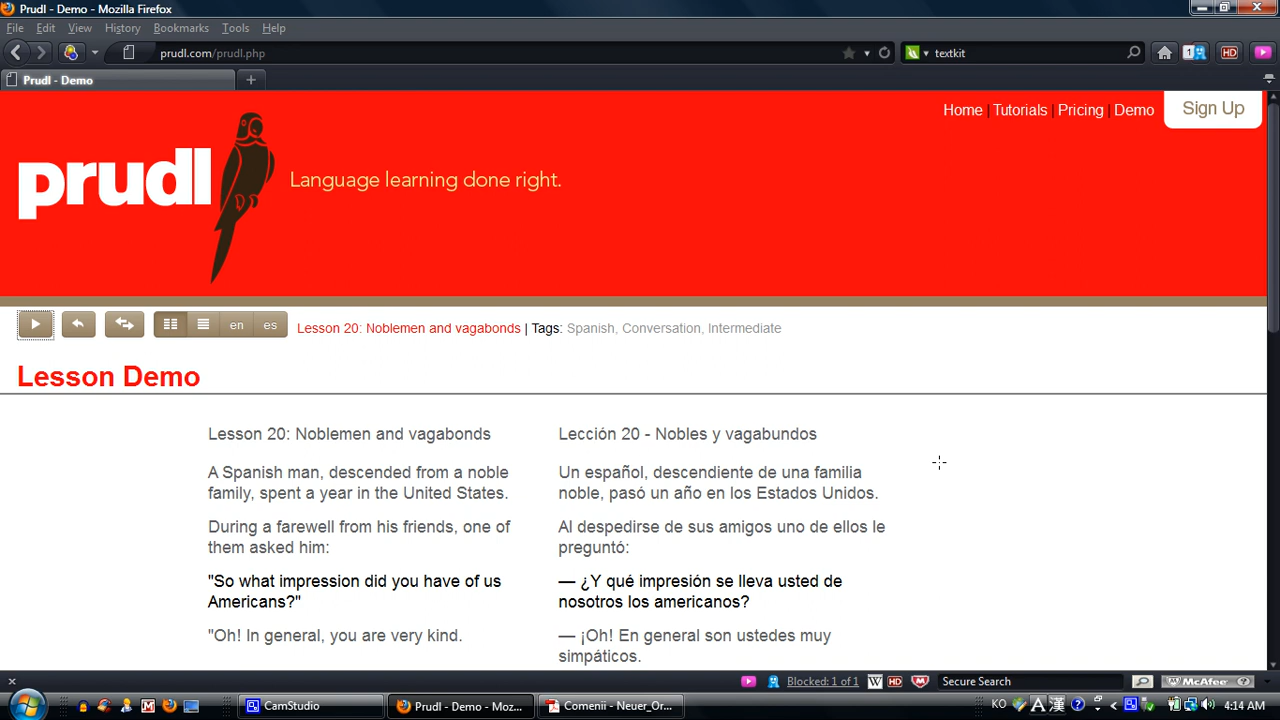 Prudl - Demo - Mozilla Firefox
File Edit View History Bookmarks Tools Help
prudl.com/prudl.php
textkit
HD
Prudl - Demo
Home | Tutorials | Pricing | Demo
Sign Up
prudl
Language learning done right.
en
es
Lesson 20: Noblemen and vagabonds | Tags: Spanish, Conversation, Intermediate
Lesson Demo
Lesson 20: Noblemen and vagabonds
A Spanish man, descended from a noble
family, spent a year in the United States.
During a farewell from his friends, one of
them asked him:
"So what impression did you have of us
Americans?"
"Oh! In general, you are very kind.
Lección 20 - Nobles y vagabundos
Un español, descendiente de una familia
noble, pasó un año en los Estados Unidos.
Al despedirse de sus amigos uno de ellos le
preguntó:
— ¿Y qué impresión se lleva usted de
nosotros los americanos?
— ¡Oh! En general son ustedes muy
simpáticos.
Blocked: 1 of 1
W
HD
Secure Search
McAfee
CamStudio
Prudl - Demo - Moz...
Comenii - Neuer_Or...
KO
A
漢
4:14 AM